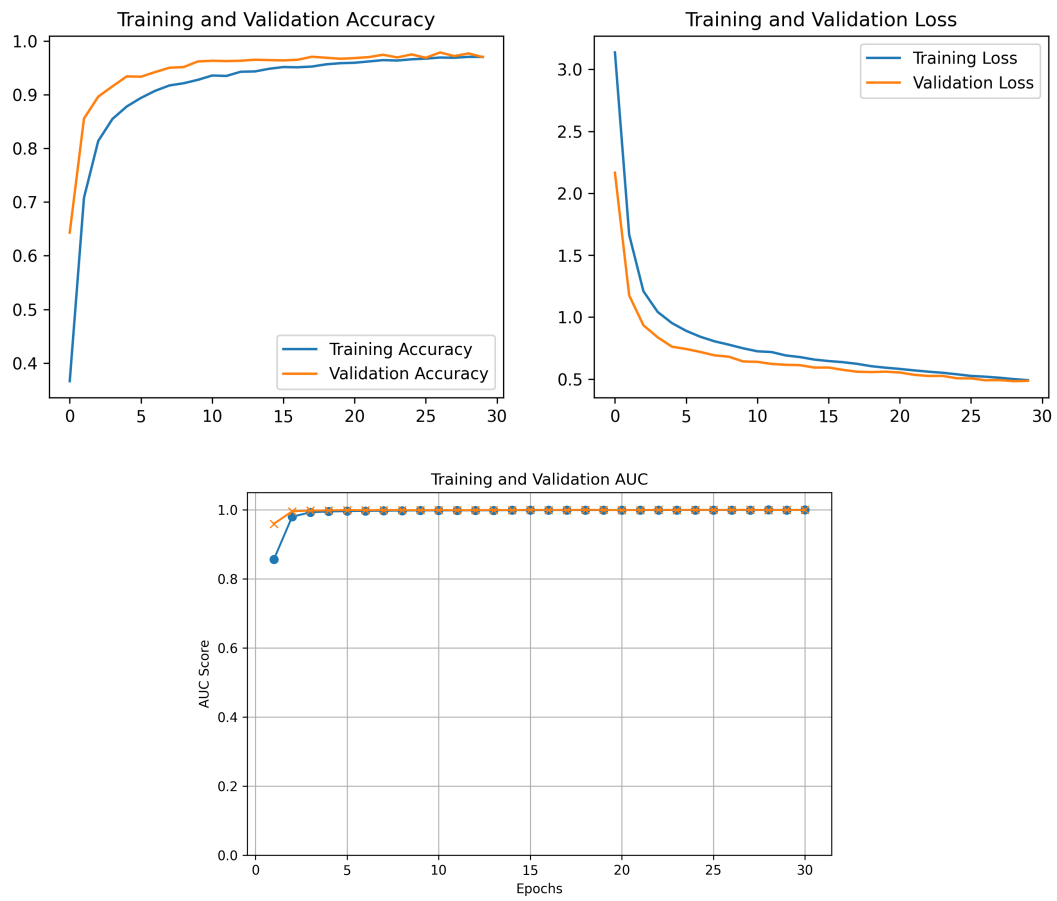 Training and Validation Accuracy
1.0
0.9
0.8
0.7
0.6
0.5
0.4
Training Accuracy
Validation Accuracy
0 5 10 15 20 25 30
Training and Validation Loss
3.0
2.5
2.0
1.5
1.0
0.5
Training Loss
Validation Loss
0 5 10 15 20 25 30
Training and Validation AUC
AUC Score
1.0
0.8
0.6
0.4
0.2
0.0
0 5 10 15 20 25 30
Epochs